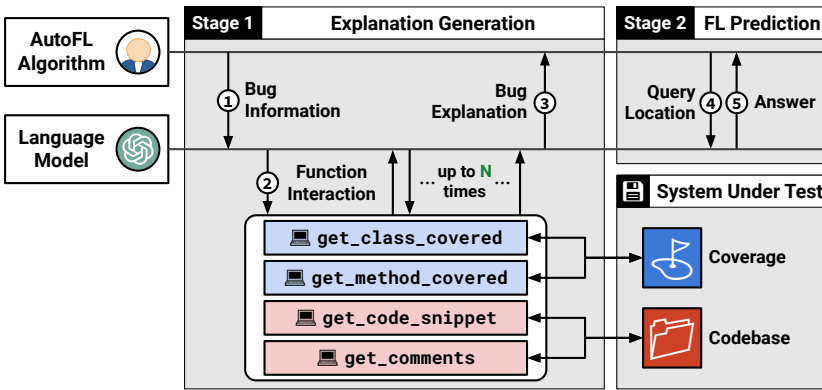 Stage 1
Explanation Generation
Stage 2
FL Prediction
AutoFL
Algorithm
1
Bug
Information
Bug
Explanation
3
Query
Location
4
5
Answer
Language
Model
2
Function
Interaction
... up to N ...
times
System Under Test
get_class_covered
get_method_covered
get_code_snippet
get_comments
Coverage
Codebase